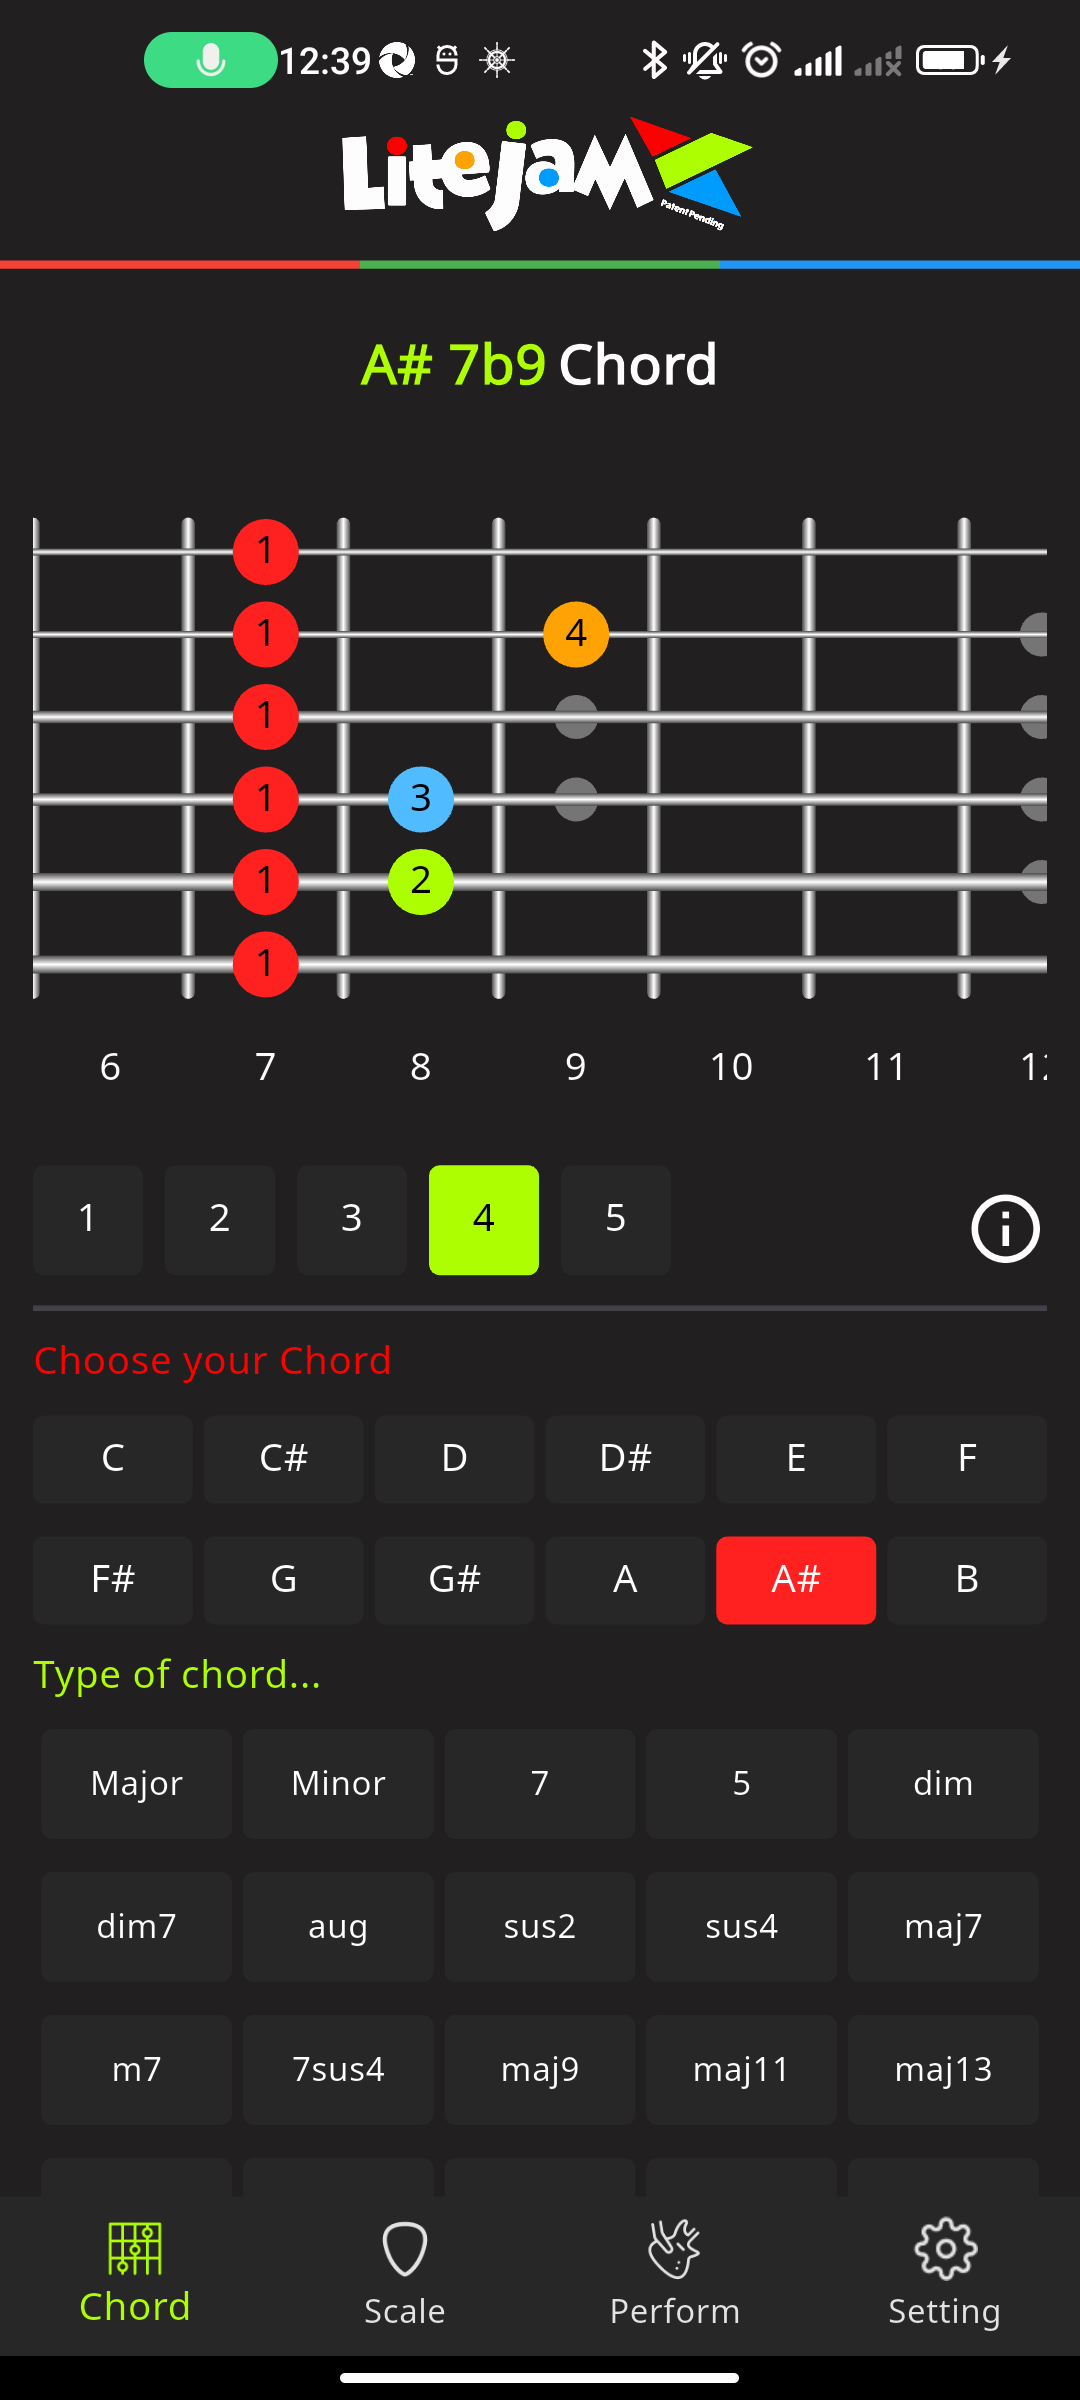 12:39
Litejam
Patent Pending
A# 7b9 Chord
1
1 4
1
1 3
1 2
1
6 7 8 9 10 11 12
1 2 3 4 5
Choose your Chord
C C# D D# E F
F# G G# A A# B
Type of chord...
Major Minor 7 5 dim
dim7 aug sus2 sus4 maj7
m7 7sus4 maj9 maj11 maj13
Chord Scale Perform Setting